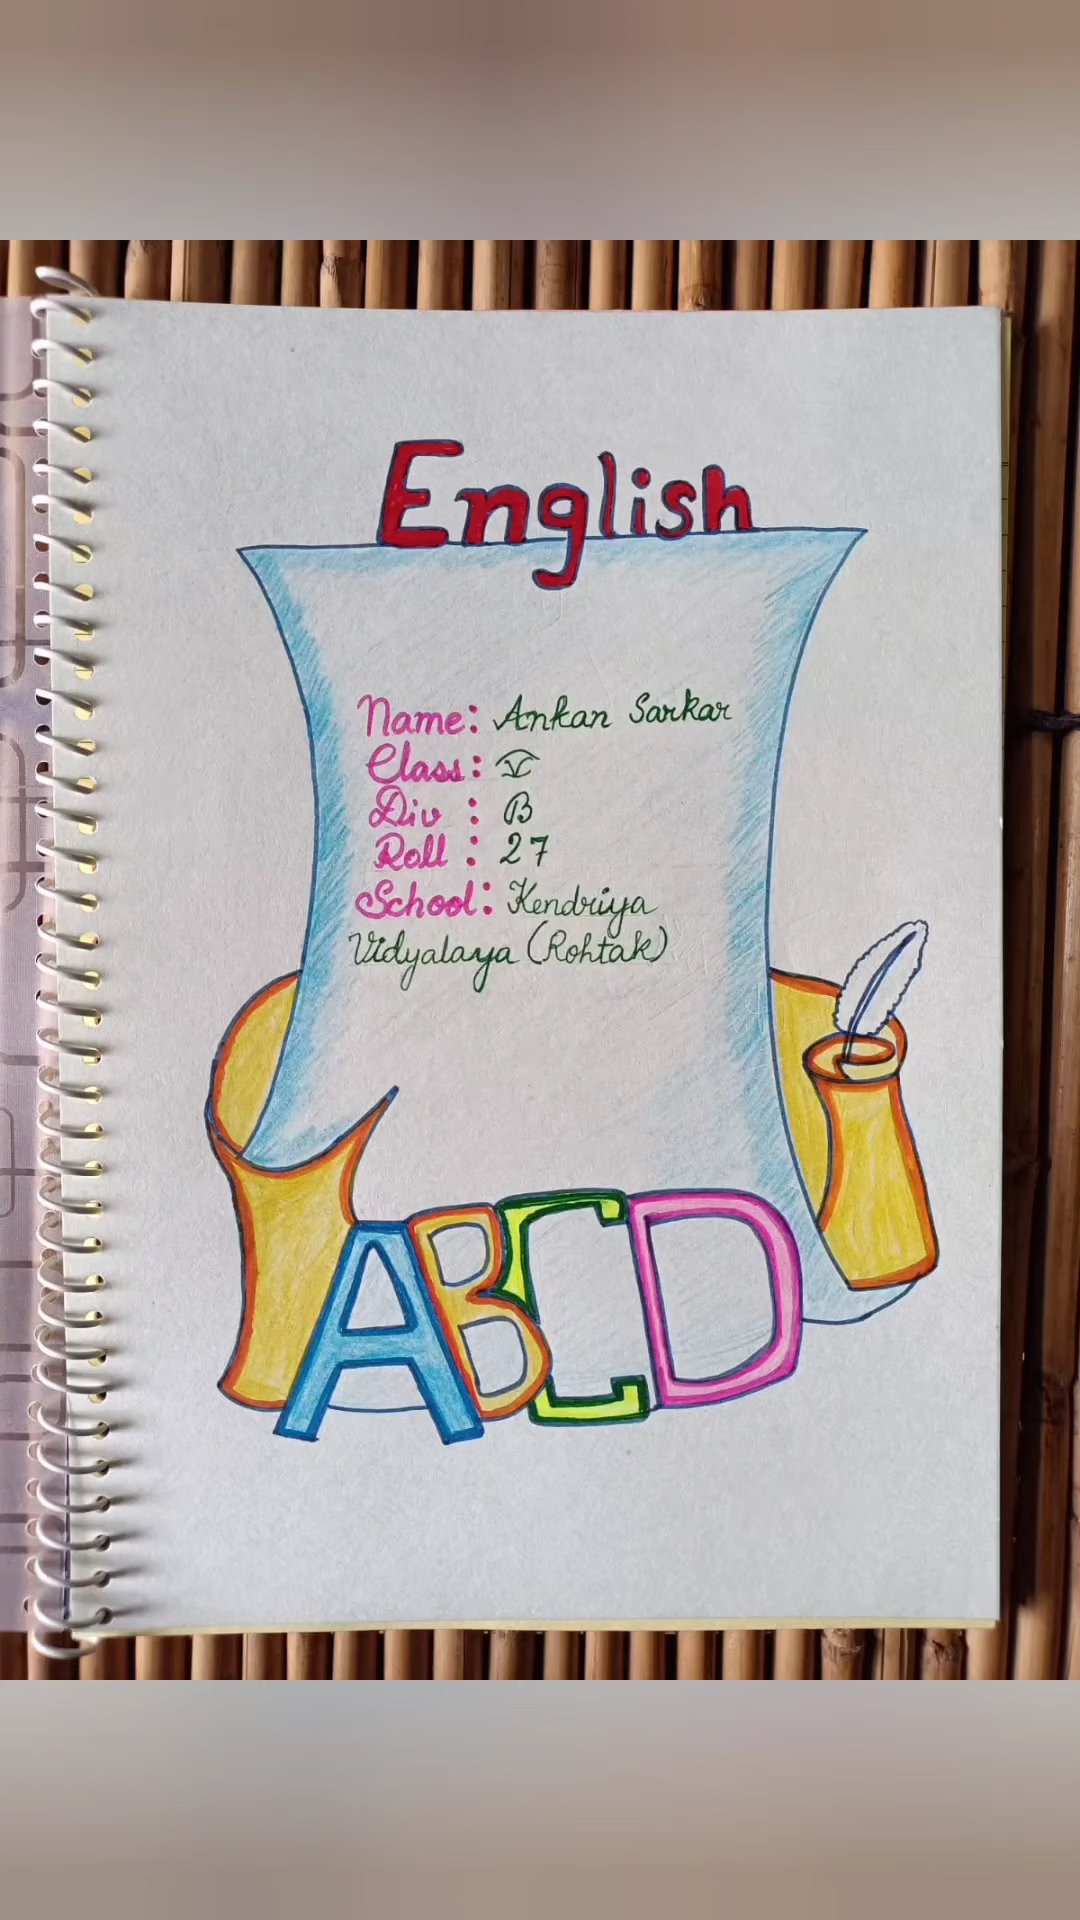 English
Name: Ankan Sarkar
Class: V
Div : B
Roll : 27
School: Kendriya
Vidyalaya (Rohtak)
ABCD